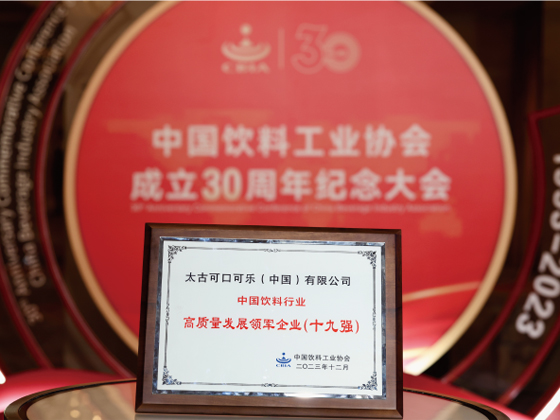 CBIA 30
中国饮料工业协会
成立30周年纪念大会
太古可口可乐（中国）有限公司
中国饮料行业
高质量发展领军企业(十九强)
CBIA
中国饮料工业协会
二〇二三年十二月